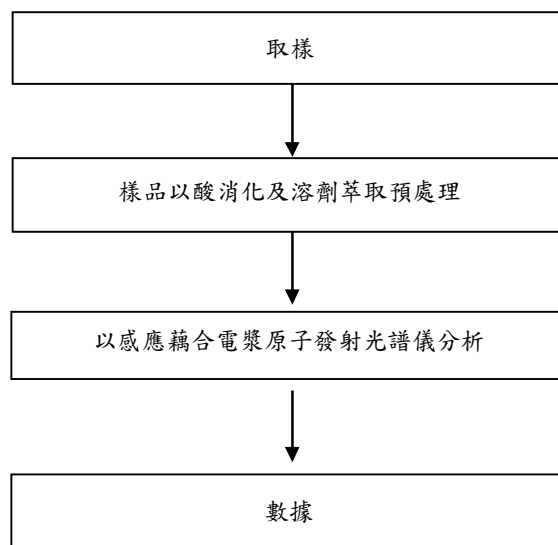 取樣
樣品以酸消化及溶劑萃取預處理
以感應藕合電漿原子發射光譜儀分析
數據